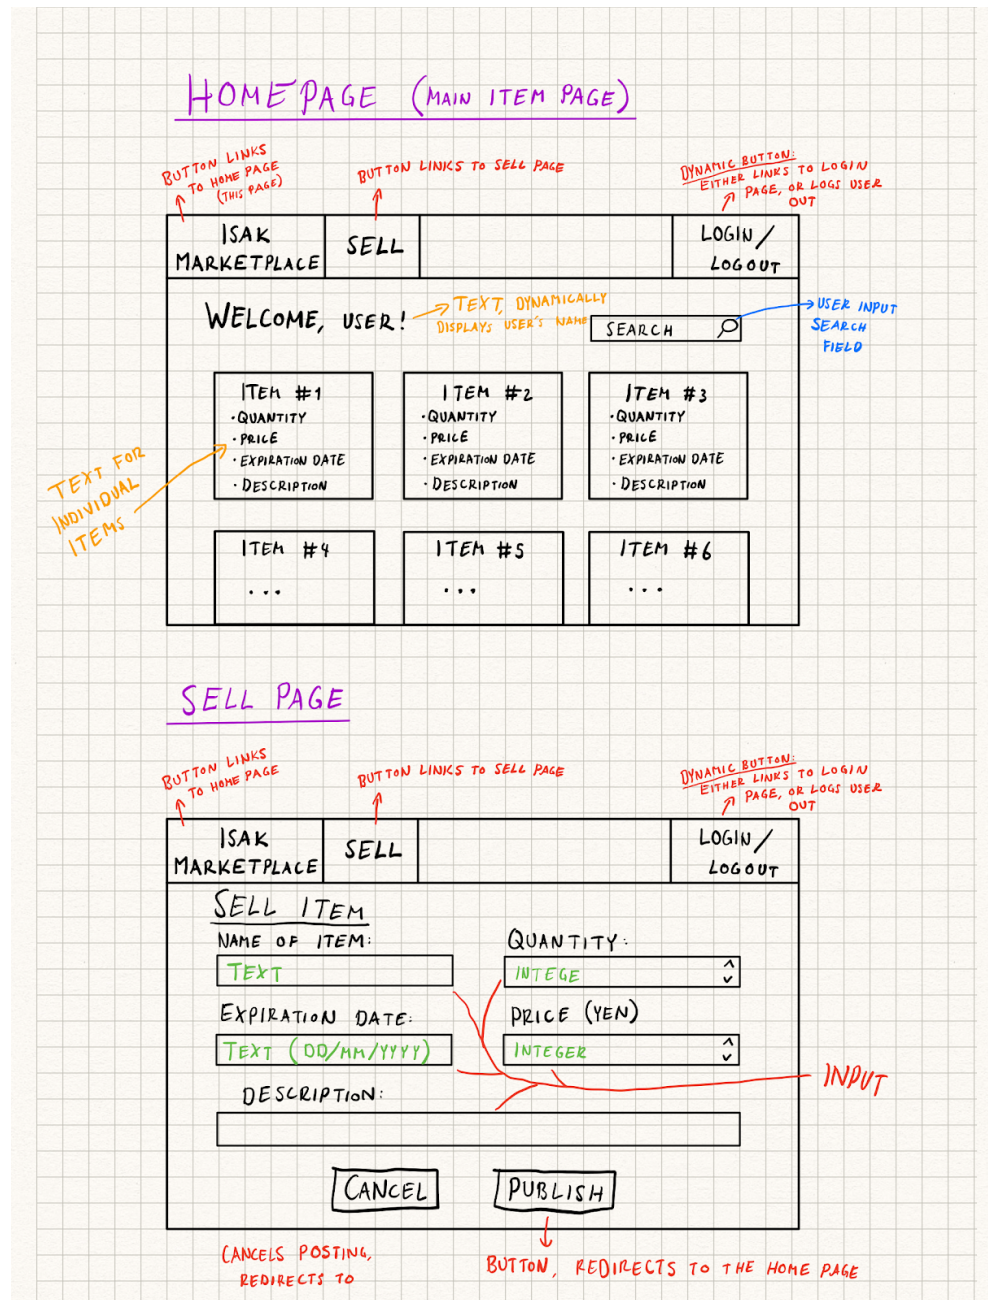 HOMEPAGE (MAIN ITEM PAGE)
BUTTON LINKS
TO HOME PAGE
(THIS PAGE)
BUTTON LINKS TO SELL PAGE
DYNAMIC BUTTON:
EITHER LINKS TO LOGIN
PAGE, OR LOGS USER
OUT
ISAK
MARKETPLACE
SELL
LOGIN/
LOGOUT
WELCOME, USER!
TEXT, DYNAMICALLY
DISPLAYS USER'S NAME
SEARCH
USER INPUT
SEARCH
FIELD
ITEM #1
· QUANTITY
· PRICE
· EXPIRATION DATE
· DESCRIPTION
ITEM #2
· QUANTITY
· PRICE
· EXPIRATION DATE
· DESCRIPTION
ITEM #3
· QUANTITY
· PRICE
· EXPIRATION DATE
· DESCRIPTION
TEXT FOR
INDIVIDUAL
ITEMS
ITEM #4
...
ITEM #5
...
ITEM #6
...
SELL PAGE
BUTTON LINKS
TO HOME PAGE
BUTTON LINKS TO SELL PAGE
DYNAMIC BUTTON:
EITHER LINKS TO LOGIN
PAGE, OR LOGS USER
OUT
ISAK
MARKETPLACE
SELL
LOGIN/
LOGOUT
SELL ITEM
NAME OF ITEM:
TEXT
QUANTITY:
INTEGE
EXPIRATION DATE:
TEXT (DD/MM/YYYY)
PRICE (YEN)
INTEGER
INPUT
DESCRIPTION:
CANCEL
PUBLISH
CANCELS POSTING,
REDIRECTS TO
BUTTON, REDIRECTS TO THE HOME PAGE